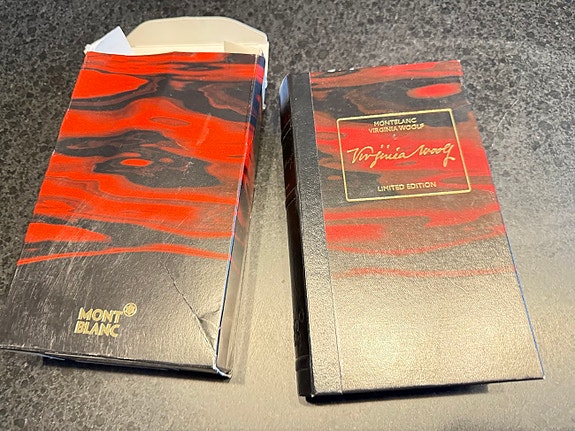 MONT
BLANC
MONTBLANC
VIRGINIA WOOLF
Virginia Woolf
LIMITED EDITION